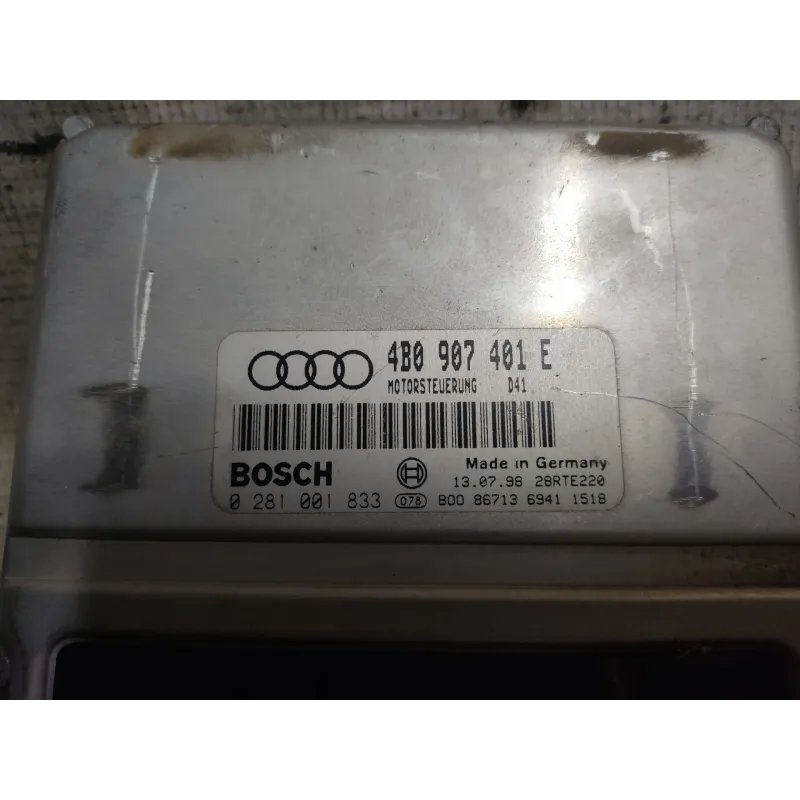 4B0 907 401 E
MOTORSTEUERUNG D41
BOSCH
Made in Germany
13.07.98 28RTE220
0 281 001 833 078 800 86713 6941 1518